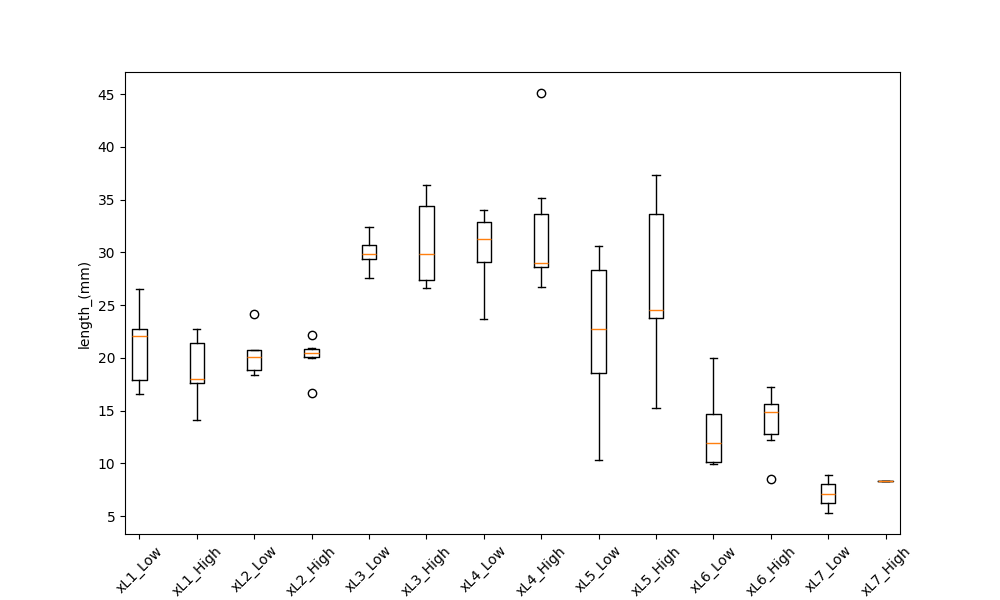 45
40
35
30
25
20
15
10
5
length_(mm)
xL1_Low
xL1_High
xL2_Low
xL2_High
xL3_Low
xL3_High
xL4_Low
xL4_High
xL5_Low
xL5_High
xL6_Low
xL6_High
xL7_Low
xL7_High